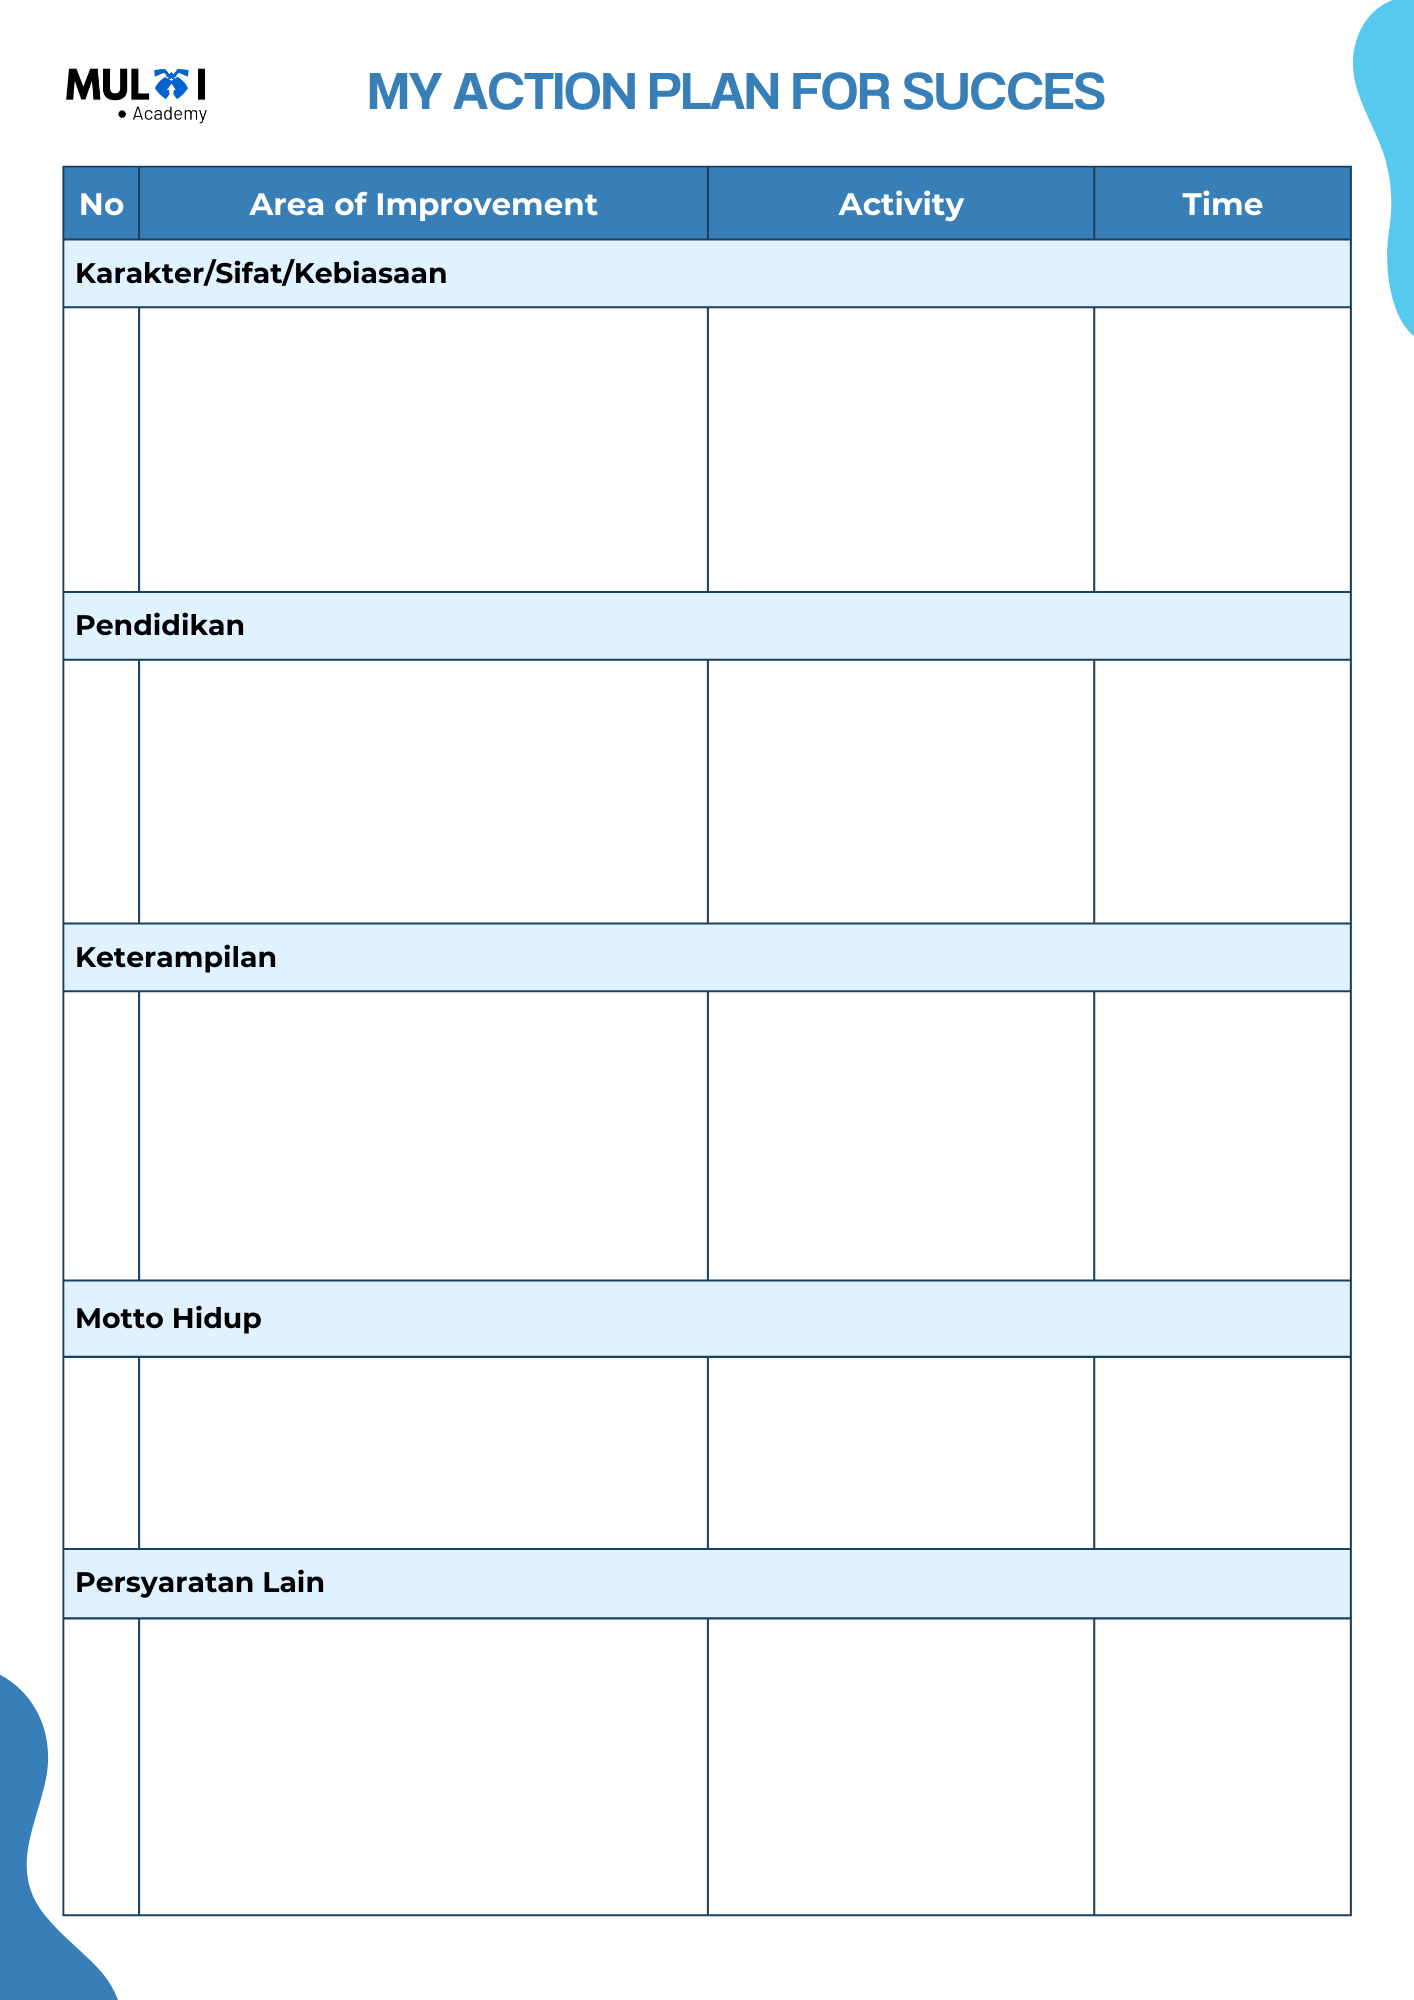 MULAI
• Academy
MY ACTION PLAN FOR SUCCES
No Area of Improvement Activity Time
Karakter/Sifat/Kebiasaan
Pendidikan
Keterampilan
Motto Hidup
Persyaratan Lain